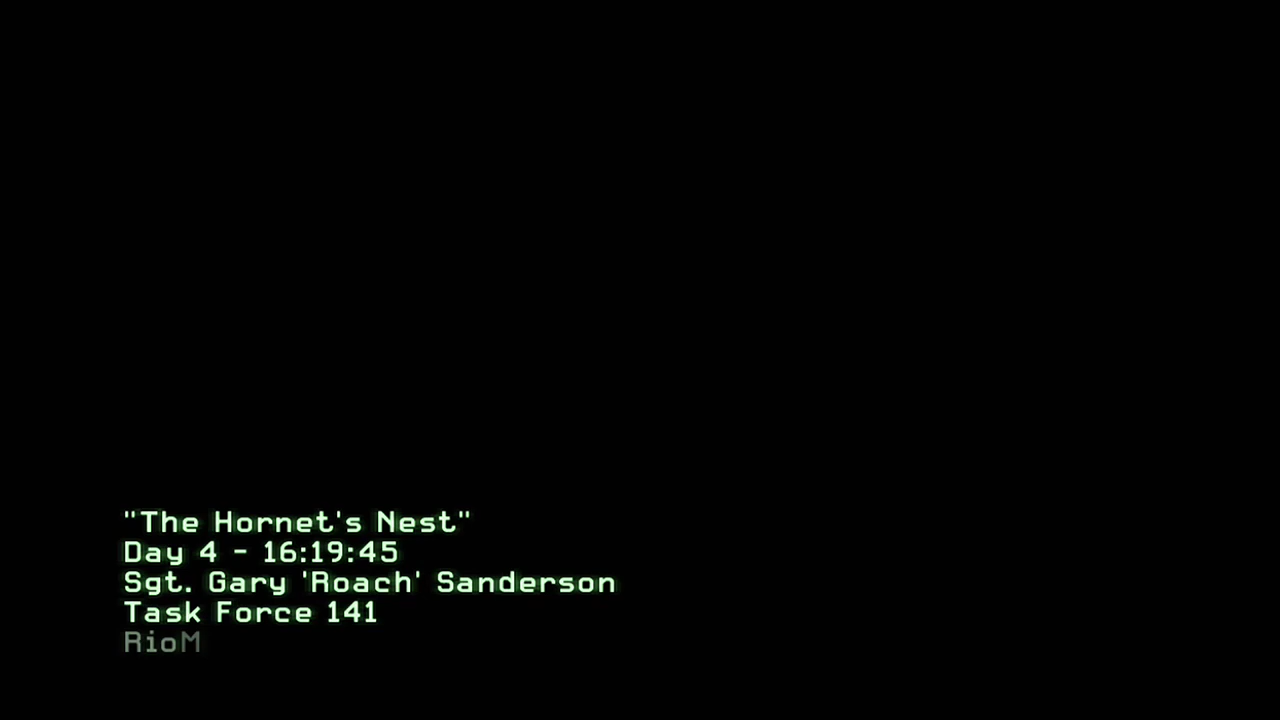 "The Hornet's Nest"
Day 4 - 16:19:45
Sgt. Gary 'Roach' Sanderson
Task Force 141
RioM